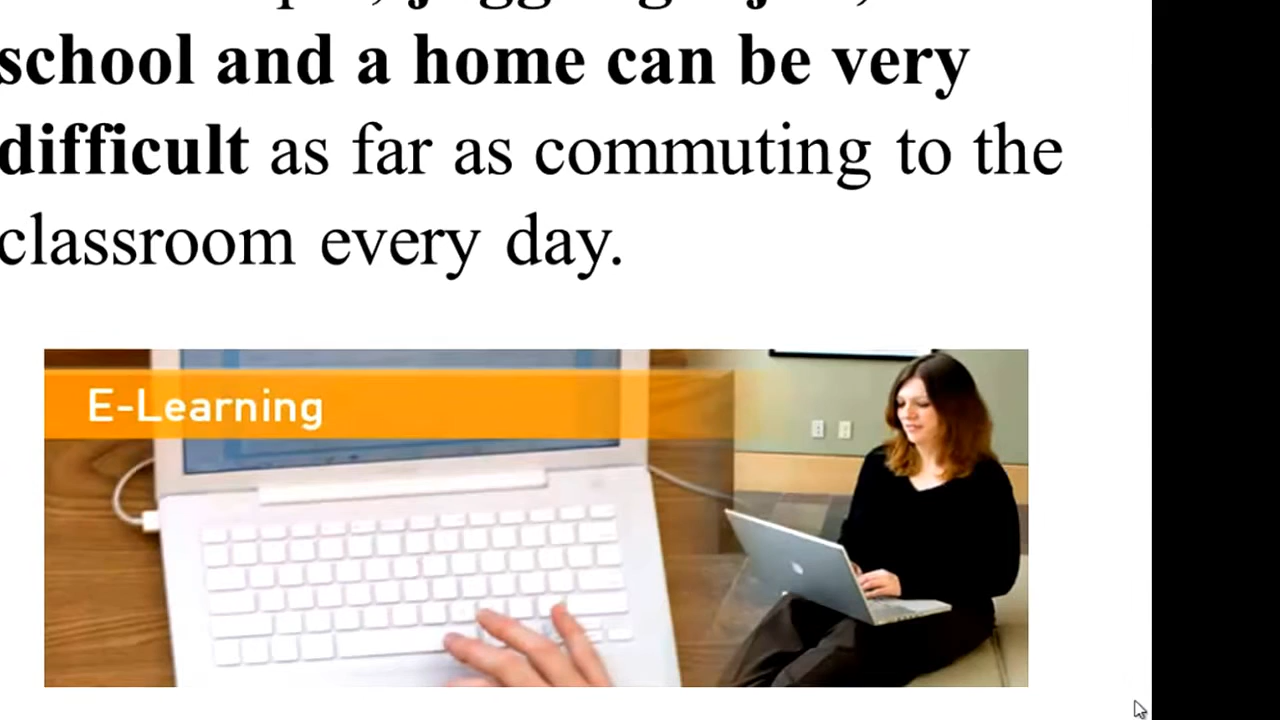 school and a home can be very
difficult as far as commuting to the
classroom every day.
E-Learning